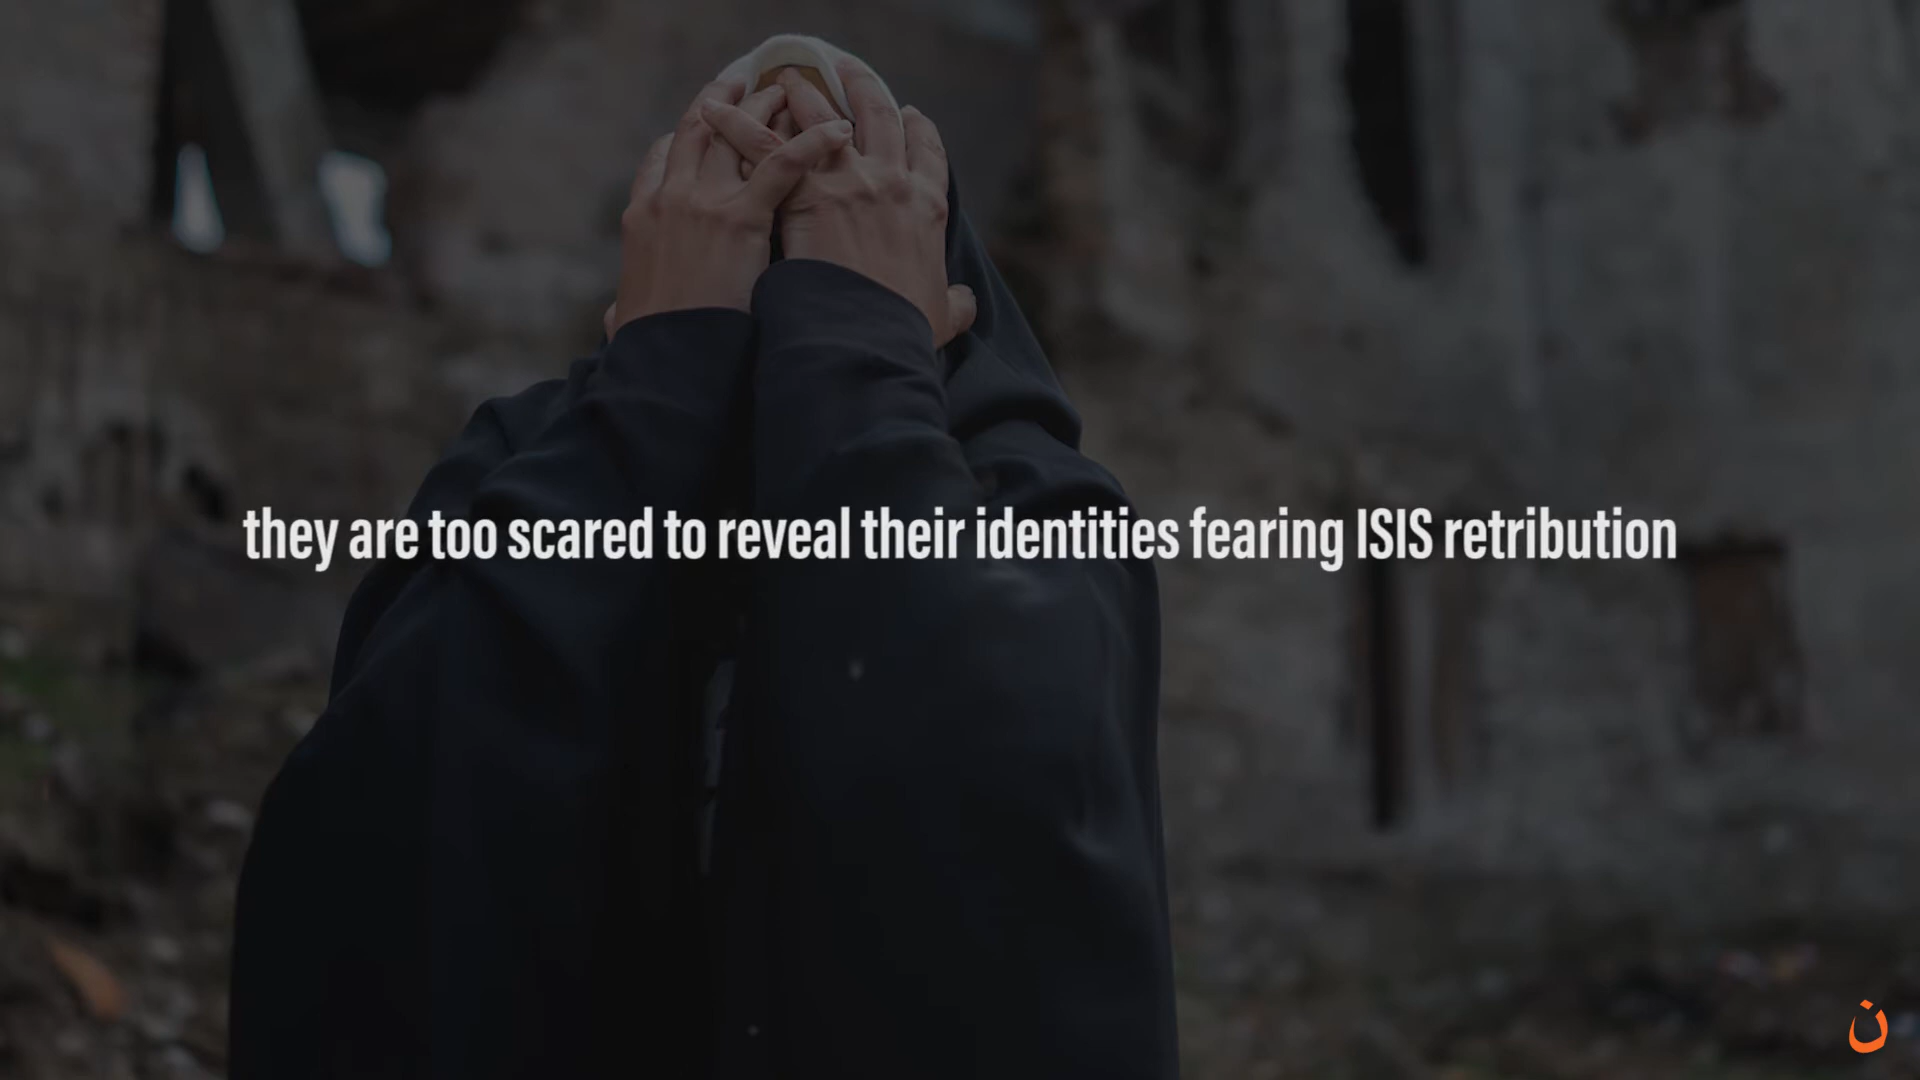 they are too scared to reveal their identities fearing ISIS retribution
ن